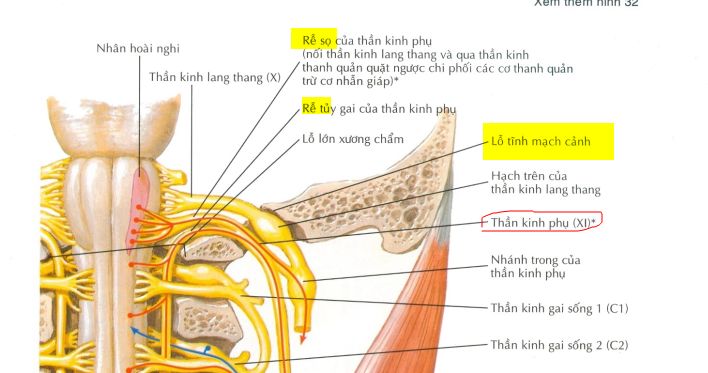 Xem thêm hình 32
Nhân hoài nghi
Thần kinh lang thang (X)
Rễ sọ của thần kinh phụ
(nối thần kinh lang thang và qua thần kinh
thanh quản quặt ngược chi phối các cơ thanh quản
trừ cơ nhẫn giáp)*
Rễ tủy gai của thần kinh phụ
Lỗ lớn xương chẩm
Lỗ tĩnh mạch cảnh
Hạch trên của
thần kinh lang thang
Thần kinh phụ (XI)*
Nhánh trong của
thần kinh phụ
Thần kinh gai sống 1 (C1)
Thần kinh gai sống 2 (C2)